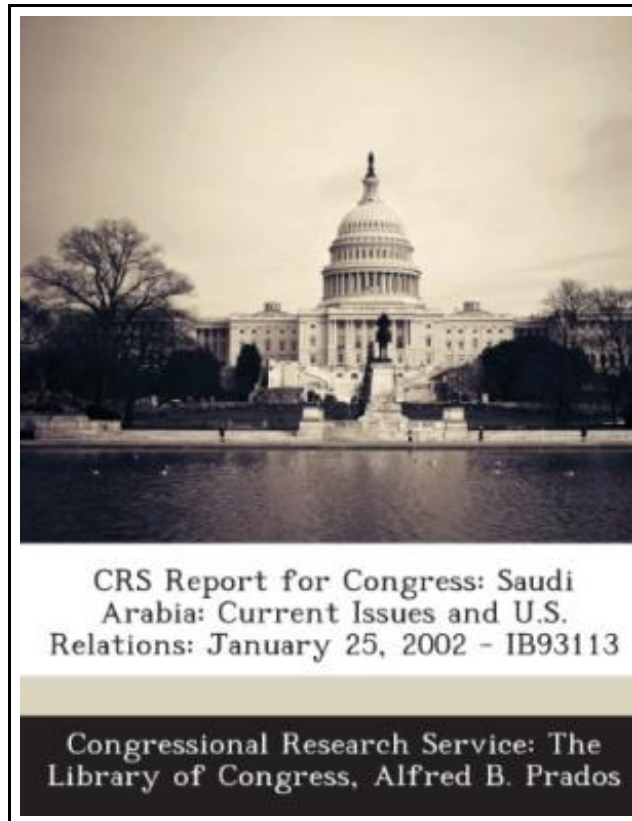 CRS Report for Congress: Saudi
Arabia: Current Issues and U.S.
Relations: January 25, 2002 - IB93113
Congressional Research Service: The
Library of Congress, Alfred B. Prados